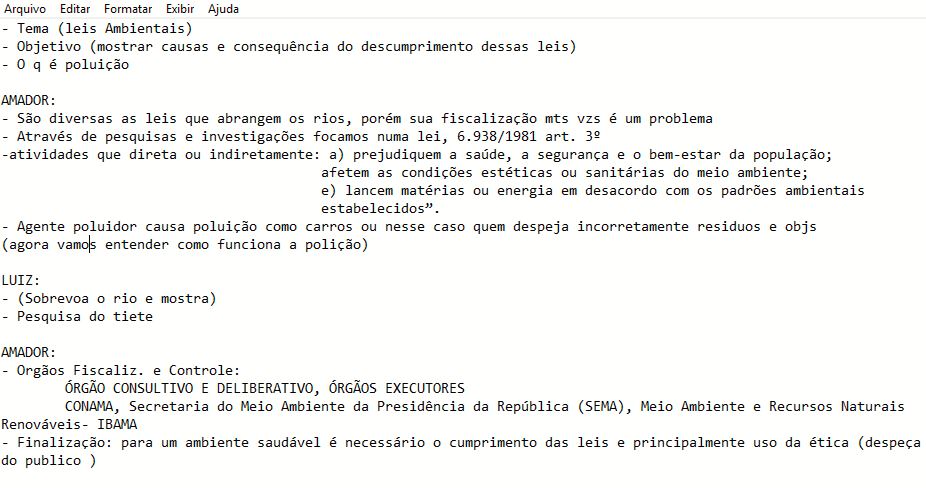 Arquivo Editar Formatar Exibir Ajuda
- Tema (leis Ambientais)
- Objetivo (mostrar causas e consequência do descumprimento dessas leis)
- O q é poluição
AMADOR:
- São diversas as leis que abrangem os rios, porém sua fiscalização mts vzs é um problema
- Através de pesquisas e investigações focamos numa lei, 6.938/1981 art. 3º
-atividades que direta ou indiretamente: a) prejudiquem a saúde, a segurança e o bem-estar da população;
afetem as condições estéticas ou sanitárias do meio ambiente;
e) lancem matérias ou energia em desacordo com os padrões ambientais
estabelecidos”.
- Agente poluidor causa poluição como carros ou nesse caso quem despeja incorretamente residuos e objs
(agora vamos entender como funciona a polição)
LUIZ:
- (Sobrevoa o rio e mostra)
- Pesquisa do tiete
AMADOR:
- Orgãos Fiscaliz. e Controle:
ÓRGÃO CONSULTIVO E DELIBERATIVO, ÓRGÃOS EXECUTORES
CONAMA, Secretaria do Meio Ambiente da Presidência da República (SEMA), Meio Ambiente e Recursos Naturais
Renováveis- IBAMA
- Finalização: para um ambiente saudável é necessário o cumprimento das leis e principalmente uso da ética (despeça
do publico )